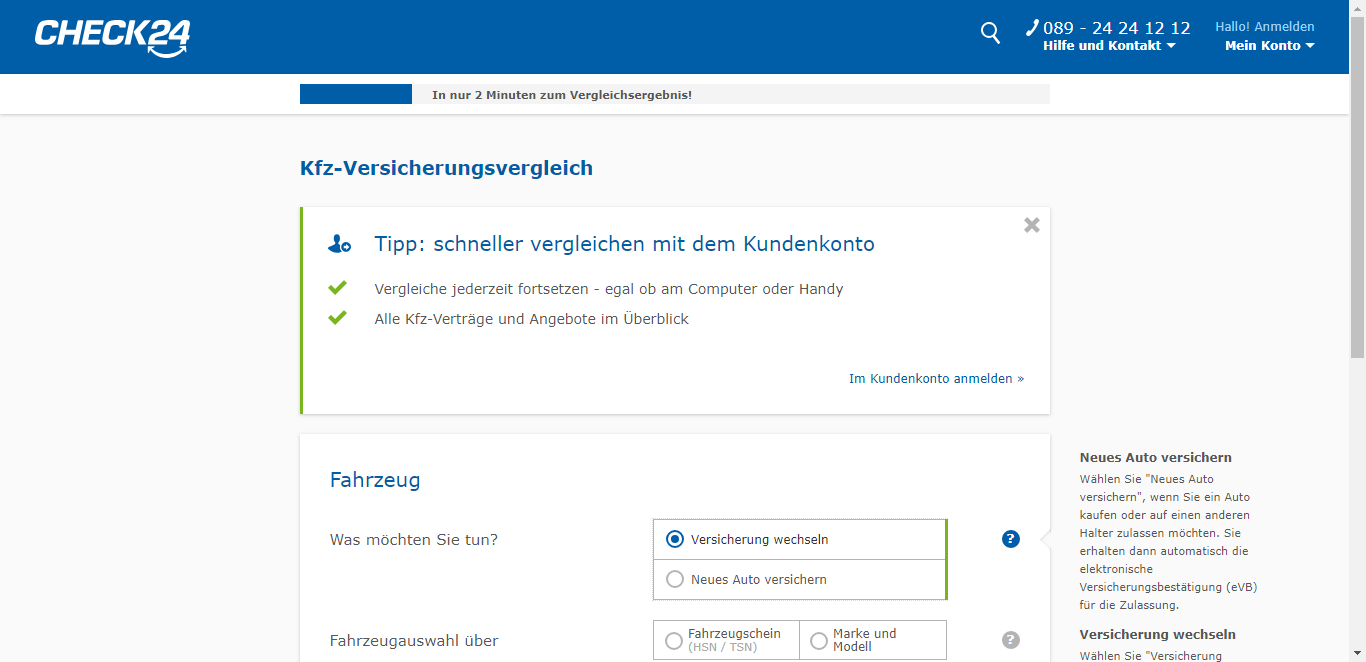 CHECK24
089 - 24 24 12 12
Hilfe und Kontakt
Hallo! Anmelden
Mein Konto
In nur 2 Minuten zum Vergleichsergebnis!
Kfz-Versicherungsvergleich
Tipp: schneller vergleichen mit dem Kundenkonto
Vergleiche jederzeit fortsetzen - egal ob am Computer oder Handy
Alle Kfz-Verträge und Angebote im Überblick
Im Kundenkonto anmelden »
Fahrzeug
Was möchten Sie tun?
Versicherung wechseln
Neues Auto versichern
?
Fahrzeugauswahl über
Fahrzeugschein
(HSN / TSN)
Marke und
Modell
?
Neues Auto versichern
Wählen Sie "Neues Auto
versichern", wenn Sie ein Auto
kaufen oder auf einen anderen
Halter zulassen möchten. Sie
erhalten dann automatisch die
elektronische
Versicherungsbestätigung (eVB)
für die Zulassung.
Versicherung wechseln
Wählen Sie "Versicherung